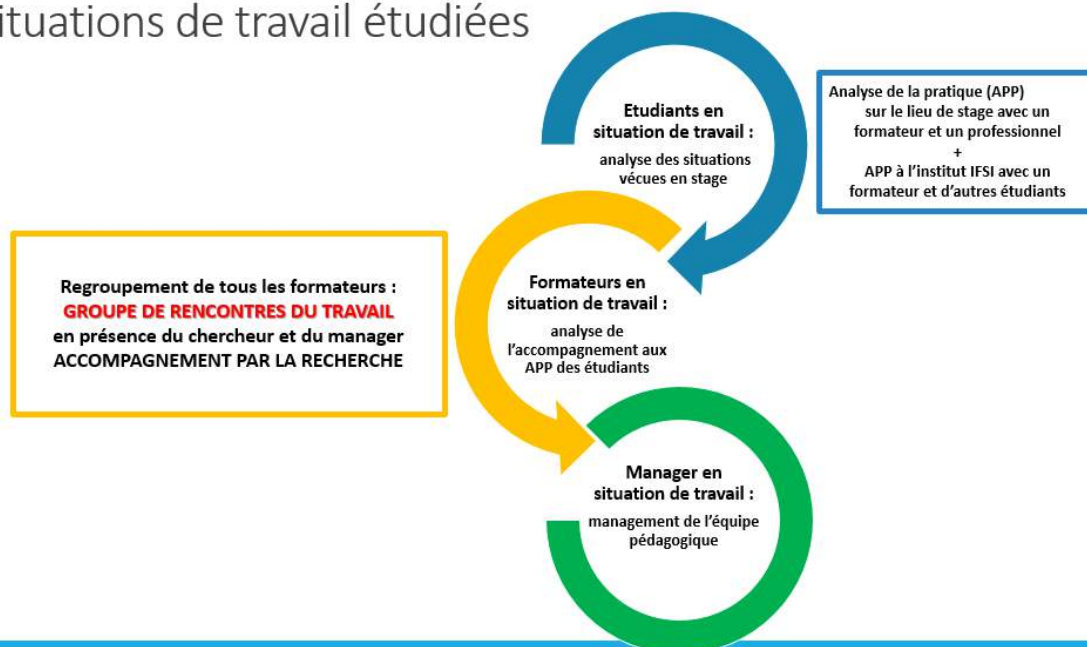 ituations de travail étudiées
Etudiants en
situation de travail :
analyse des situations
vécues en stage
Analyse de la pratique (APP)
sur le lieu de stage avec un
formateur et un professionnel
+
APP à l'institut IFSI avec un
formateur et d'autres étudiants
Regroupement de tous les formateurs :
GROUPE DE RENCONTRES DU TRAVAIL
en présence du chercheur et du manager
ACCOMPAGNEMENT PAR LA RECHERCHE
Formateurs en
situation de travail :
analyse de
l'accompagnement aux
APP des étudiants
Manager en
situation de travail :
management de l'équipe
pédagogique